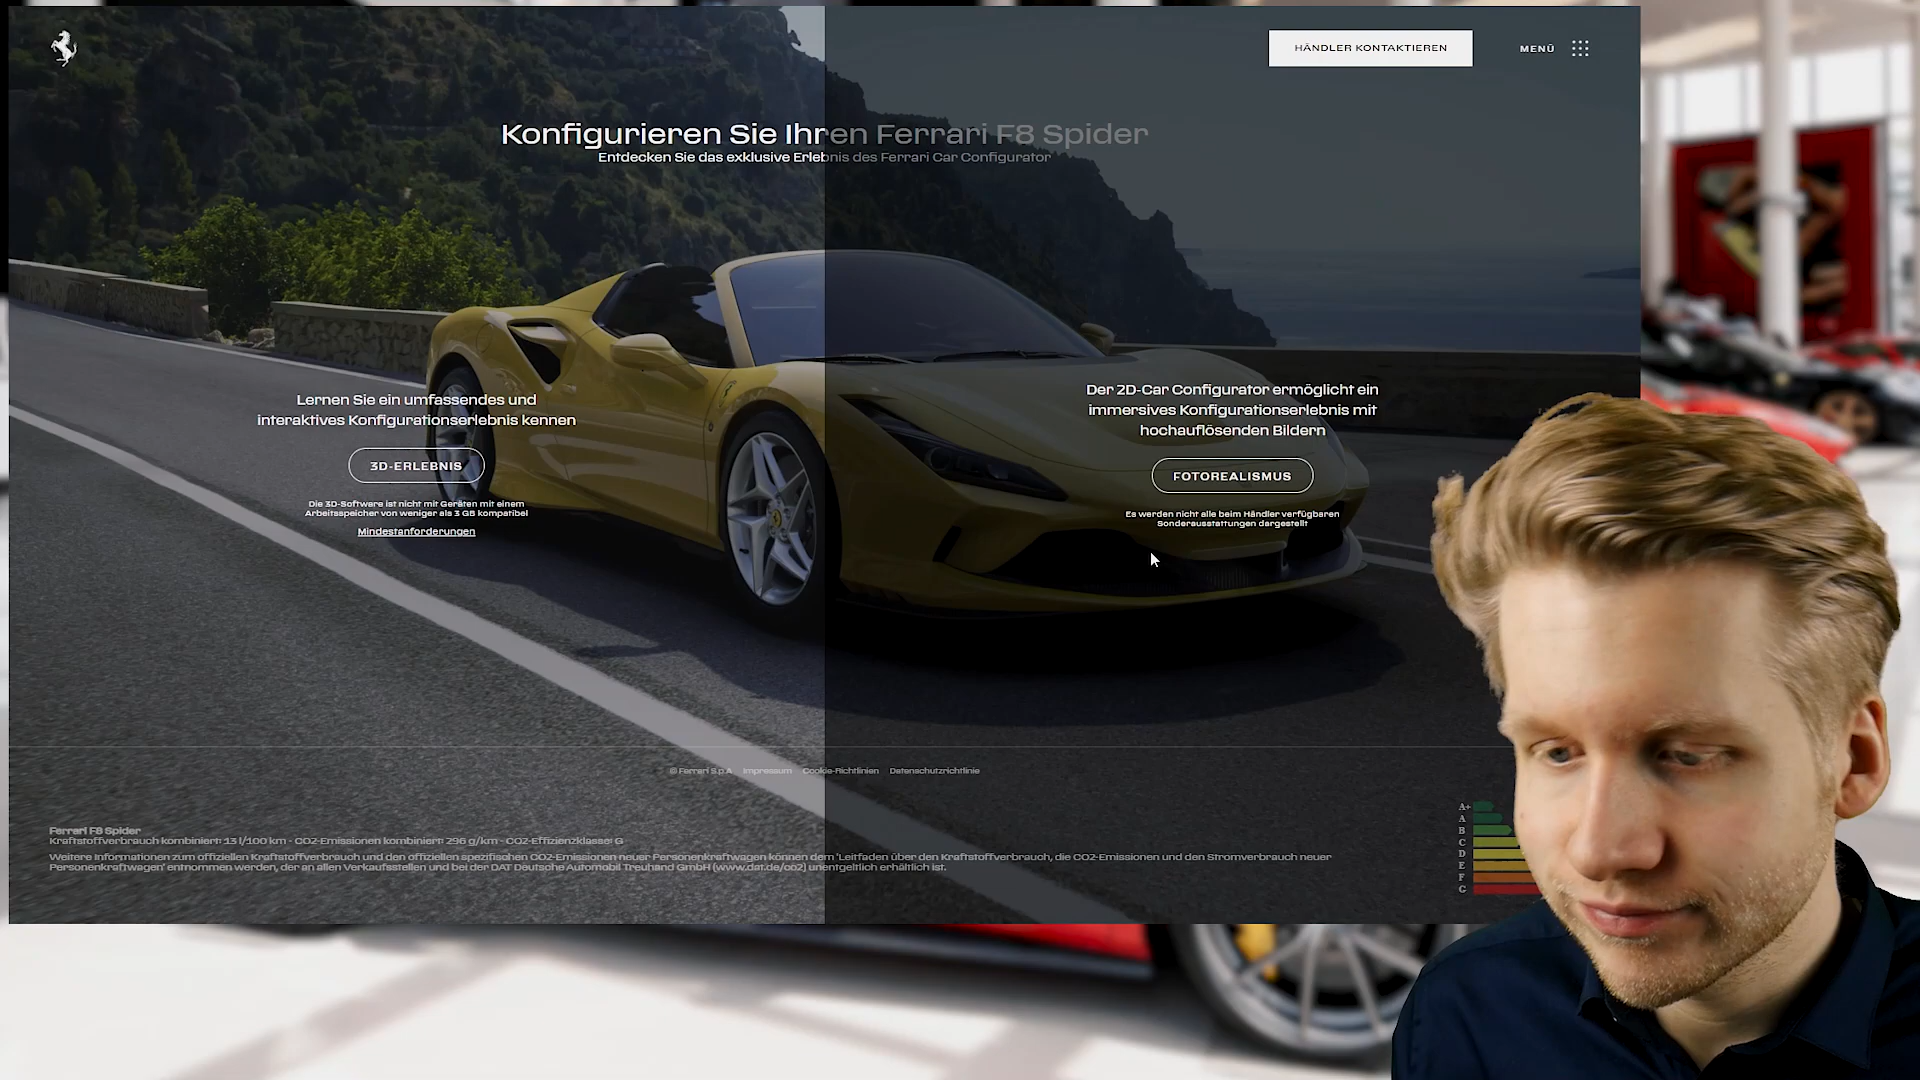 HÄNDLER KONTAKTIEREN
MENÜ
Konfigurieren Sie Ihren Ferrari F8 Spider
Entdecken Sie das exklusive Erlebnis des Ferrari Car Configurator
Lernen Sie ein umfassendes und
interaktives Konfigurationserlebnis kennen
3D-ERLEBNIS
Die 3D-Software ist nicht mit Geräten mit einem
Arbeitsspeicher von weniger als 3 GB kompatibel
Mindestanforderungen
Der 2D-Car Configurator ermöglicht ein
immersives Konfigurationserlebnis mit
hochauflösenden Bildern
FOTOREALISMUS
Es werden nicht alle beim Händler verfügbaren
Sonderausstattungen dargestellt
© Ferrari S.p.A Impressum Cookie-Richtlinien Datenschutzrichtlinie
Ferrari F8 Spider
Kraftstoffverbrauch kombiniert: 13 l/100 km - CO2-Emissionen kombiniert: 296 g/km - CO2-Effizienzklasse: G
Weitere Informationen zum offiziellen Kraftstoffverbrauch und den offiziellen spezifischen CO2-Emissionen neuer Personenkraftwagen können dem 'Leitfaden über den Kraftstoffverbrauch, die CO2-Emissionen und den Stromverbrauch neuer
Personenkraftwagen' entnommen werden, der an allen Verkaufsstellen und bei der DAT Deutsche Automobil Treuhand GmbH (www.dat.de/co2) unentgeltlich erhältlich ist.
A+
A
B
C
D
E
F
G